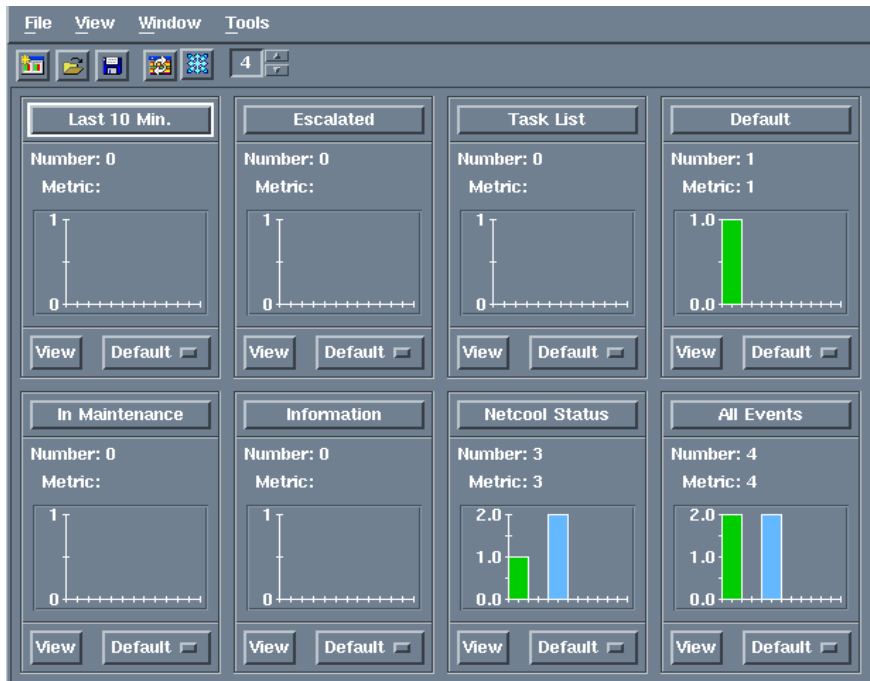 File View Window Tools
4
Last 10 Min. Escalated Task List Default
Number: 0 Number: 0 Number: 0 Number: 1
Metric: Metric: Metric: Metric: 1
1 1 1 1.0
0 0 0 0.0
View Default View Default View Default View Default
In Maintenance Information Netcool Status All Events
Number: 0 Number: 0 Number: 3 Number: 4
Metric: Metric: Metric: 3 Metric: 4
1 1 2.0 2.0
1.0 1.0
0 0 0.0 0.0
View Default View Default View Default View Default